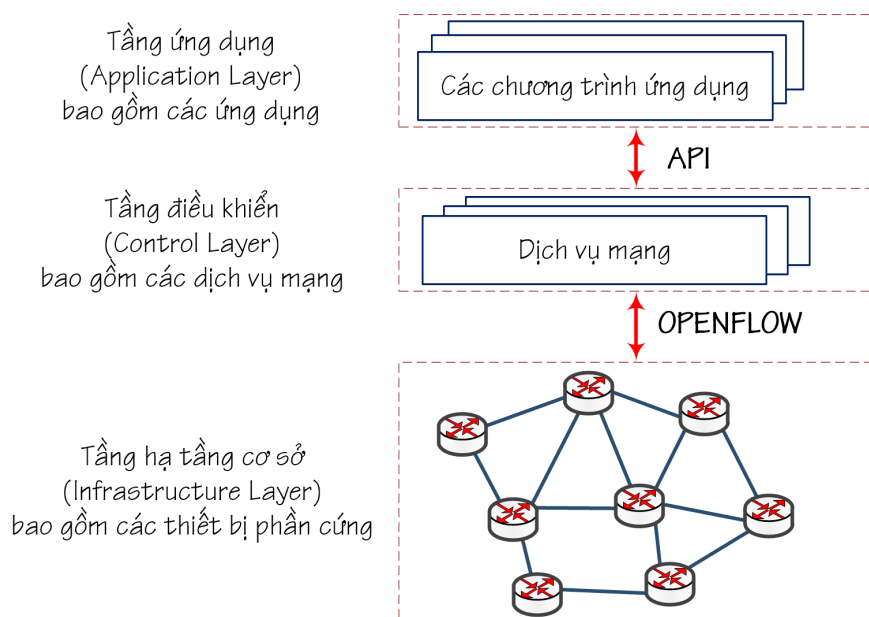 Tầng ứng dụng
(Application Layer)
bao gồm các ứng dụng
Các chương trình ứng dụng
API
Tầng điều khiển
(Control Layer)
bao gồm các dịch vụ mạng
Dịch vụ mạng
OPENFLOW
Tầng hạ tầng cơ sở
(Infrastructure Layer)
bao gồm các thiết bị phần cứng